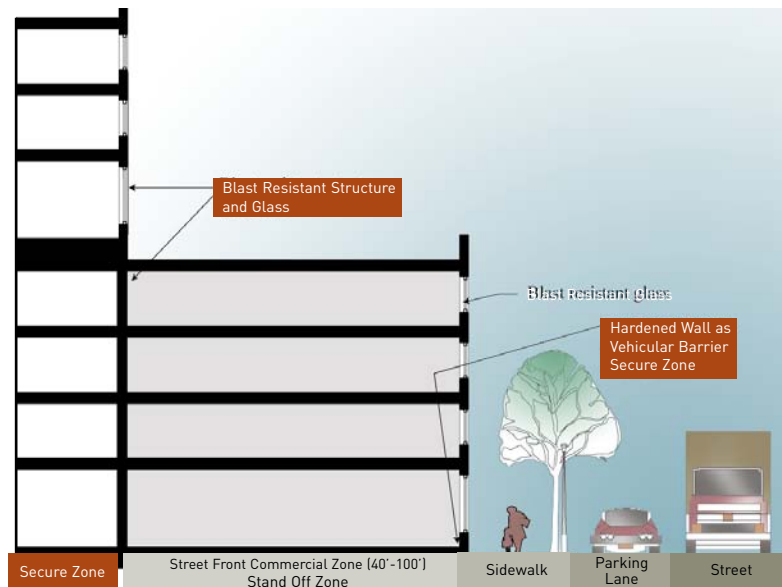 Blast Resistant Structure
and Glass
Blast Resistant Glass
Hardened Wall as
Vehicular Barrier
Secure Zone
Secure Zone
Street Front Commercial Zone (40'-100')
Stand Off Zone
Sidewalk
Parking
Lane
Street